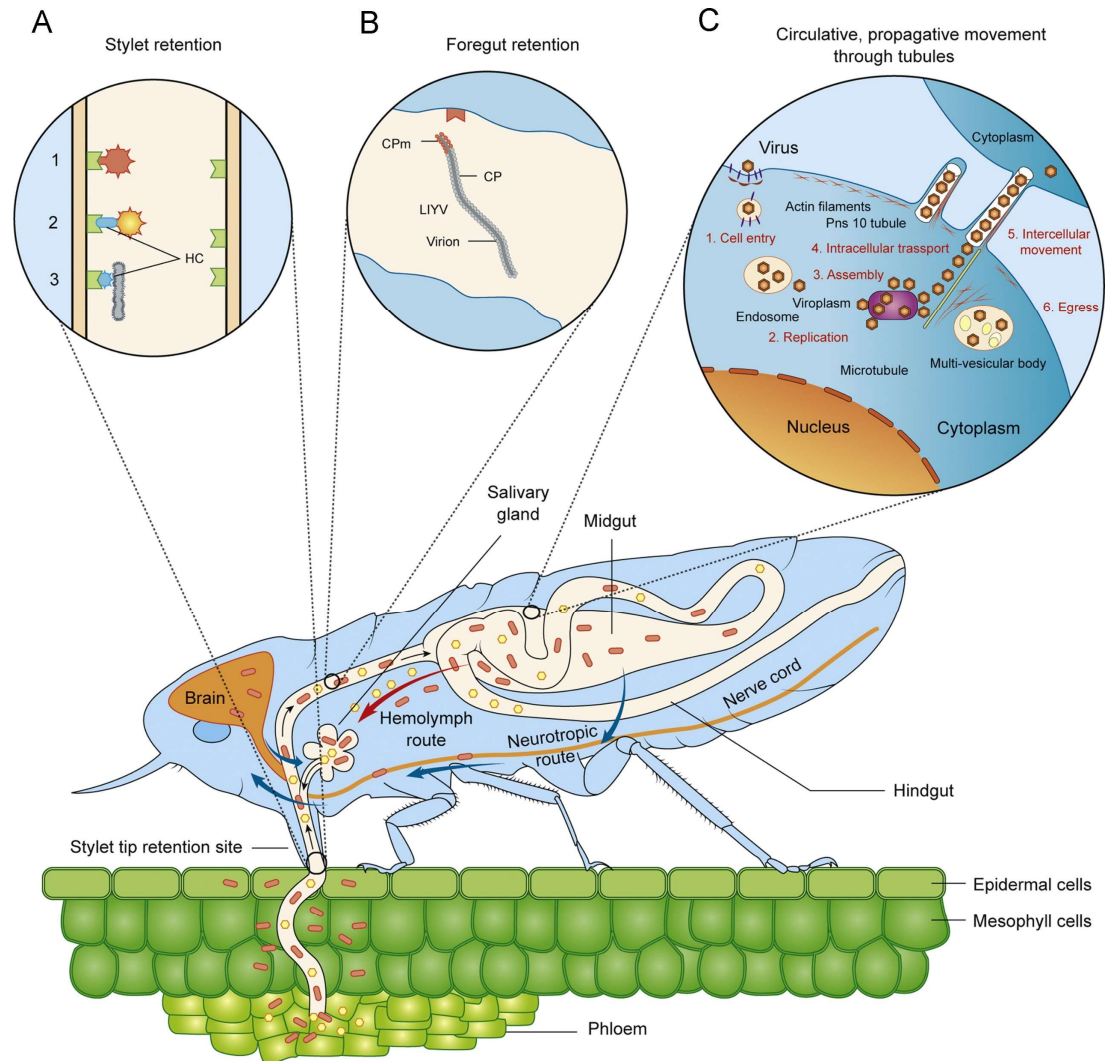 A
Stylet retention
1
2
3
HC
B
Foregut retention
CPm
CP
LIYV
Virion
C
Circulative, propagative movement
through tubules
Cytoplasm
Virus
Actin filaments
Pns 10 tubule
1. Cell entry
4. Intracellular transport
5. Intercellular
movement
3. Assembly
Viroplasm
Endosome
6. Egress
2. Replication
Multi-vesicular body
Microtubule
Nucleus
Cytoplasm
Salivary
gland
Midgut
Brain
Hemolymph
route
Neurotropic
route
Nerve cord
Hindgut
Stylet tip retention site
Epidermal cells
Mesophyll cells
Phloem